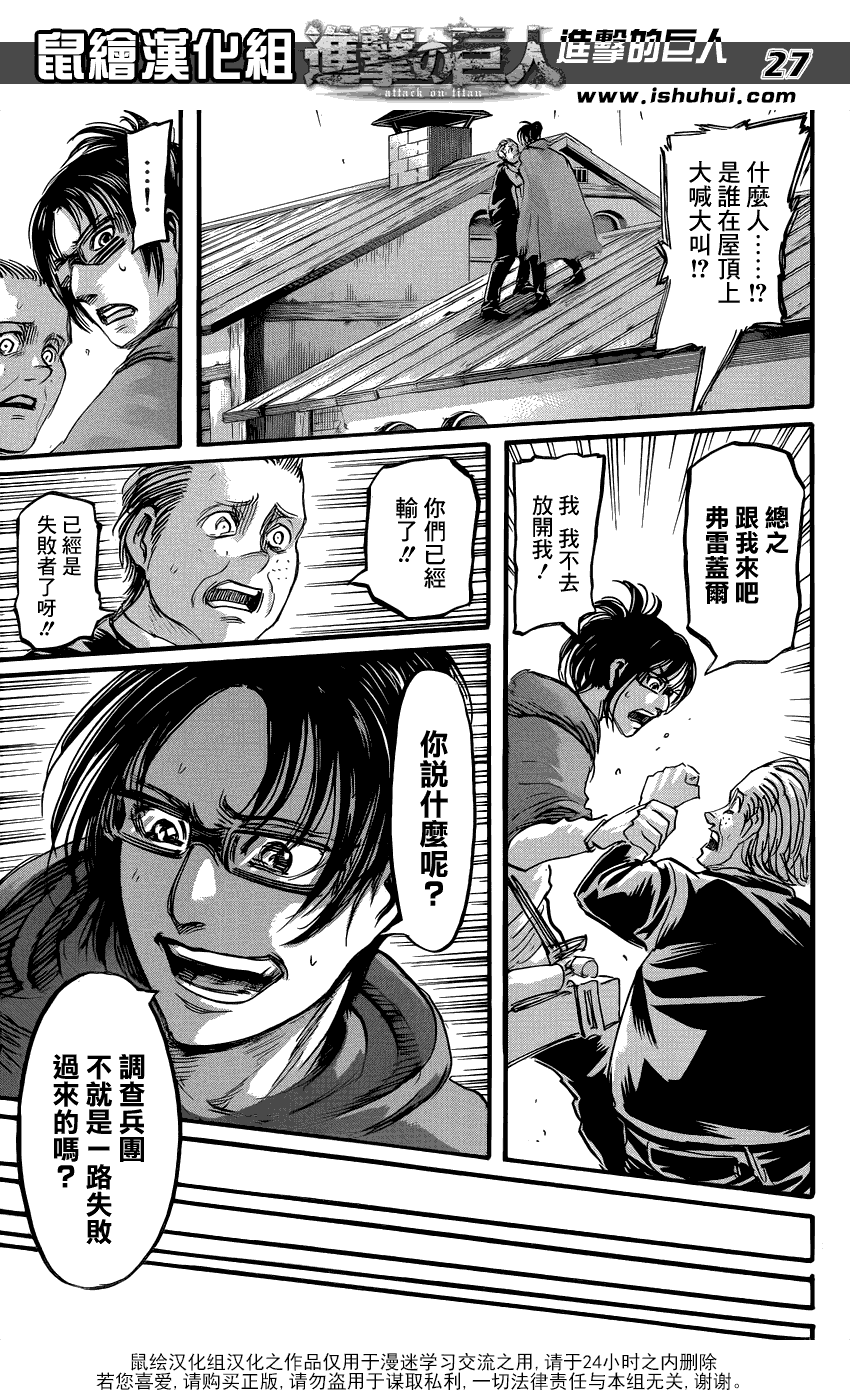 鼠繪漢化組
進撃の巨人
attack on titan
進擊的巨人
27
www.ishuhui.com
什麼人……!?
是誰在屋頂上
大喊大叫!?
…！
總之
跟我來吧
弗雷蓋爾
我 我不去
放開我！
你們已經
輸了!!
已經是
失敗者了呀!!
你說什麼呢？
調查兵團
不就是一路失敗
過來的嗎？
鼠绘汉化组汉化之作品仅用于漫迷学习交流之用,请于24小时之内删除
若您喜爱,请购买正版,请勿盗用于谋取私利,一切法律责任与本组无关,谢谢。